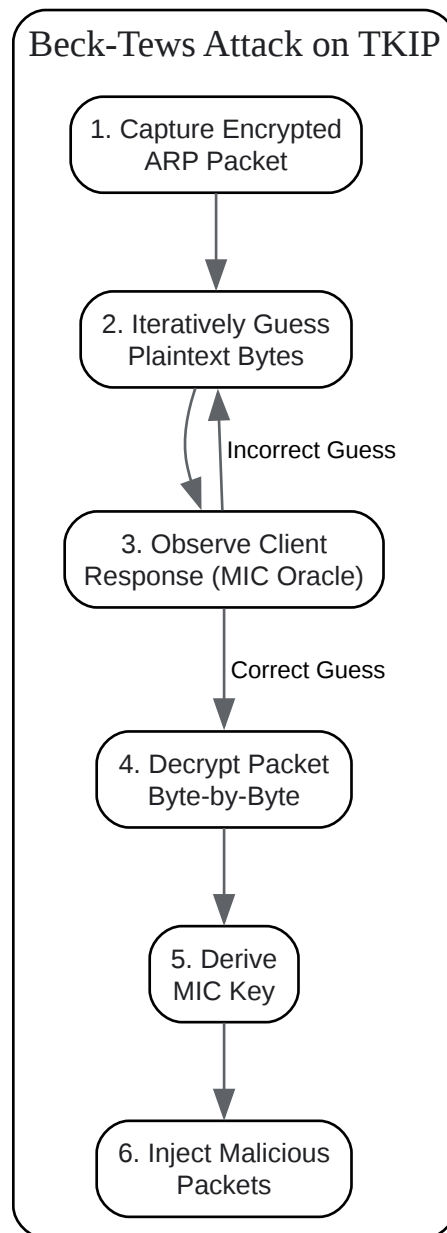 Beck-Tews Attack on TKIP
1. Capture Encrypted
ARP Packet
2. Iteratively Guess
Plaintext Bytes
Incorrect Guess
3. Observe Client
Response (MIC Oracle)
Correct Guess
4. Decrypt Packet
Byte-by-Byte
5. Derive
MIC Key
6. Inject Malicious
Packets